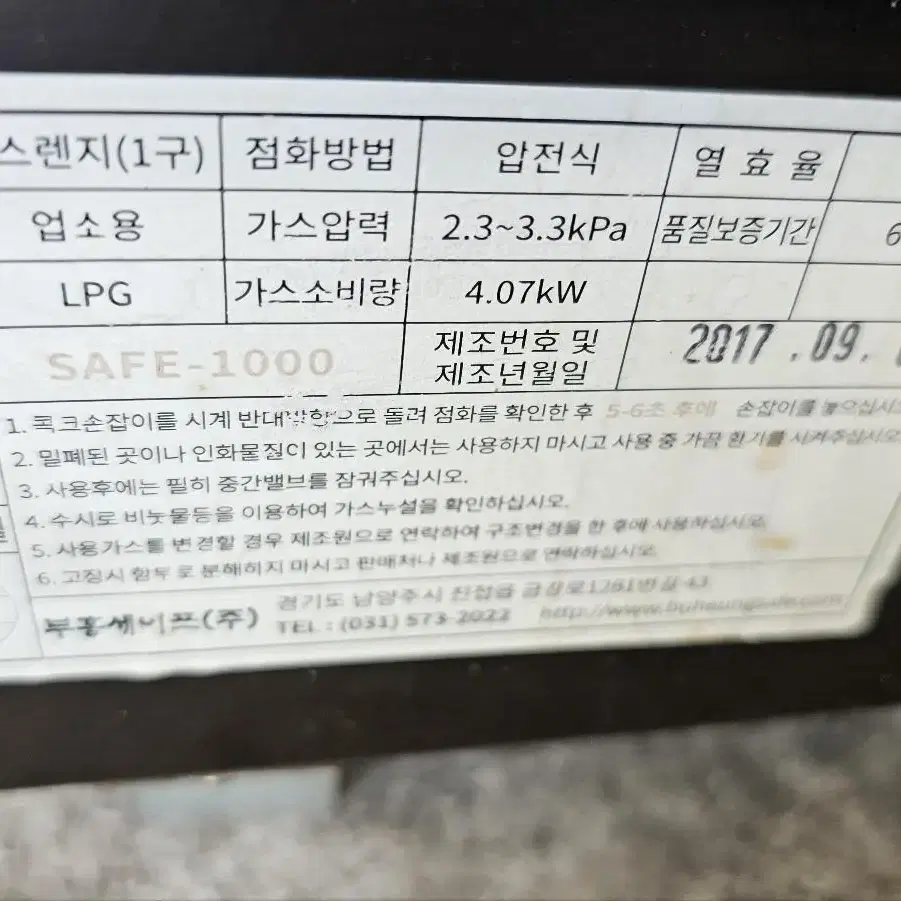 스렌지(1구) 점화방법 압전식 열 효 율
업소용 가스압력 2.3~3.3kPa 품질보증기간 6
LPG 가스소비량 4.07kW
SAFE-1000 제조번호 및 제조년월일 2017.09.
1. 콕크손잡이를 시계 반대방향으로 돌려 점화를 확인한 후 5-6초 후에 손잡이를 놓으십시오
2. 밀폐된 곳이나 인화물질이 있는 곳에서는 사용하지 마시고 사용 중 가끔 환기를 시켜주십시오
3. 사용후에는 필히 중간밸브를 잠궈주십시오.
4. 수시로 비눗물등을 이용하여 가스누설을 확인하십시오.
5. 사용가스를 변경할 경우 제조원으로 연락하여 구조변경을 한 후에 사용하십시오.
6. 고장시 함부로 분해하지 마시고 판매처나 제조원으로 연락하십시오.
부흥세이프(주) 경기도 남양주시 진접읍 금강로1261번길 43
TEL : (031) 573-2022